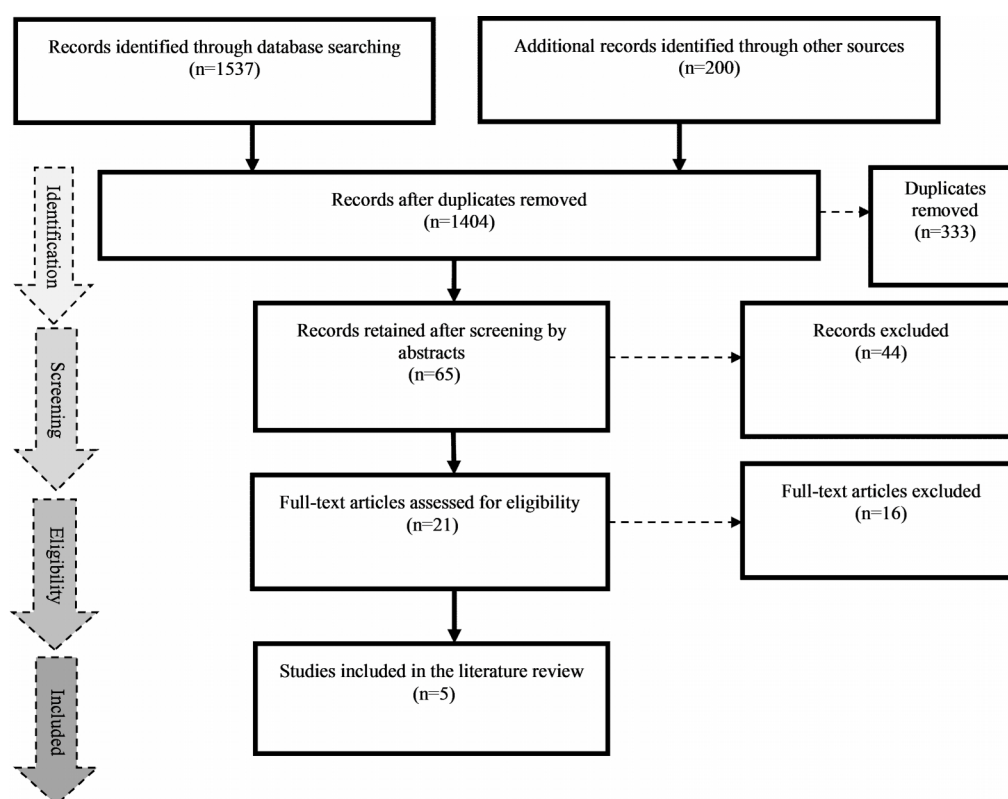 Records identified through database searching
(n=1537)
Additional records identified through other sources
(n=200)
Identification
Records after duplicates removed
(n=1404)
Duplicates
removed
(n=333)
Screening
Records retained after screening by
abstracts
(n=65)
Records excluded
(n=44)
Eligibility
Full-text articles assessed for eligibility
(n=21)
Full-text articles excluded
(n=16)
Included
Studies included in the literature review
(n=5)